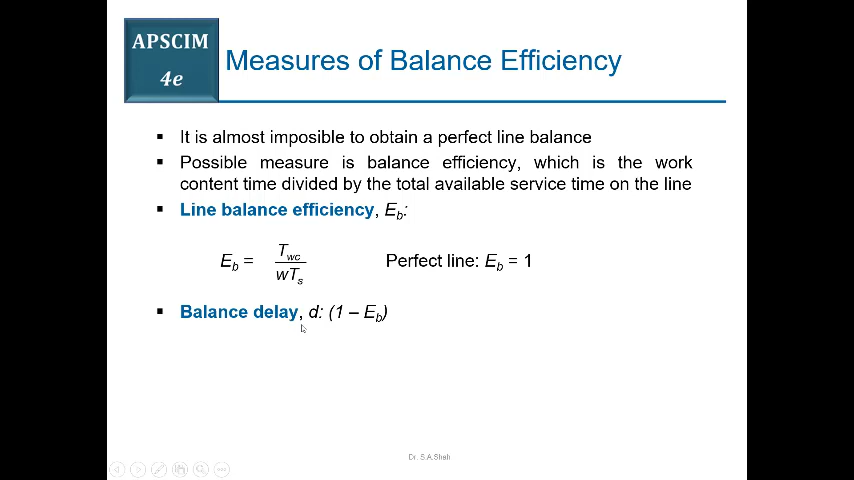 APSCIM
4e
Measures of Balance Efficiency
▪ It is almost imposible to obtain a perfect line balance
▪ Possible measure is balance efficiency, which is the work
content time divided by the total available service time on the line
▪ Line balance efficiency, Eb:
Eb = Twc / wTs Perfect line: Eb = 1
▪ Balance delay, d: (1 – Eb)
Dr. S.A.Sheh